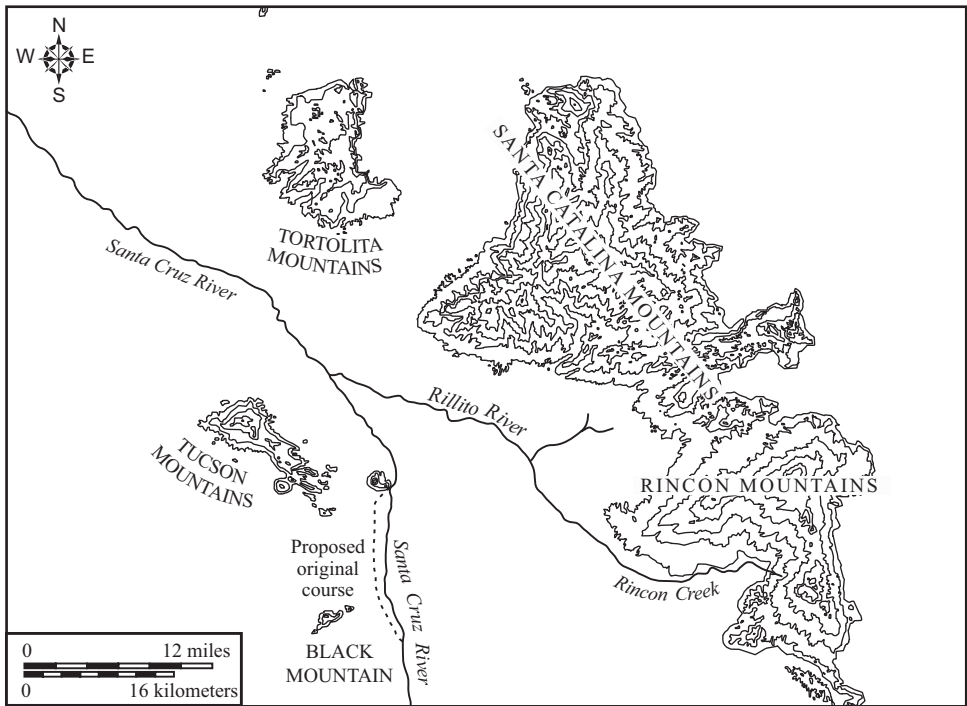 N
W E
S
SANTA CATALINA MOUNTAINS
TORTOLITA
MOUNTAINS
Santa Cruz River
Rillito River
TUCSON
MOUNTAINS
RINCON MOUNTAINS
Proposed
original
course
Santa Cruz River
Rincon Creek
BLACK
MOUNTAIN
0 12 miles
0 16 kilometers